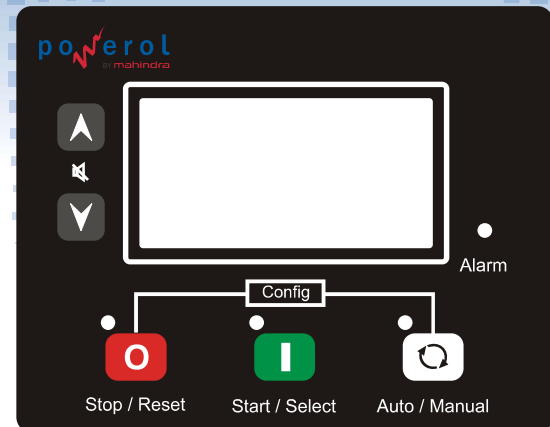 powerol
BY mahindra
Alarm
Config
O
I
Stop / Reset
Start / Select
Auto / Manual